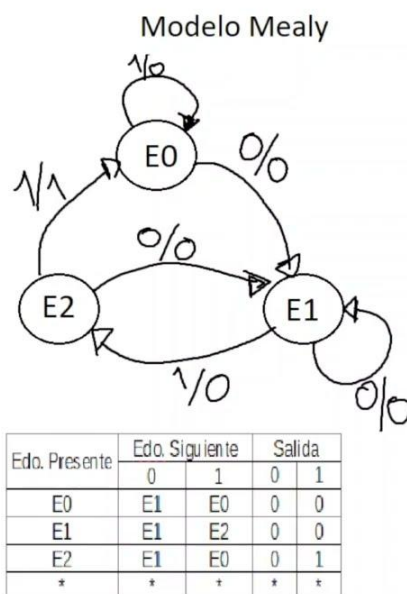 Modelo Mealy
1/0
E0
0/0
1/1
0/0
E2
E1
1/0
0/0
Edo. Presente Edo. Siguiente Salida
0 1 0 1
E0 E1 E0 0 0
E1 E1 E2 0 0
E2 E1 E0 0 1
* * * * *